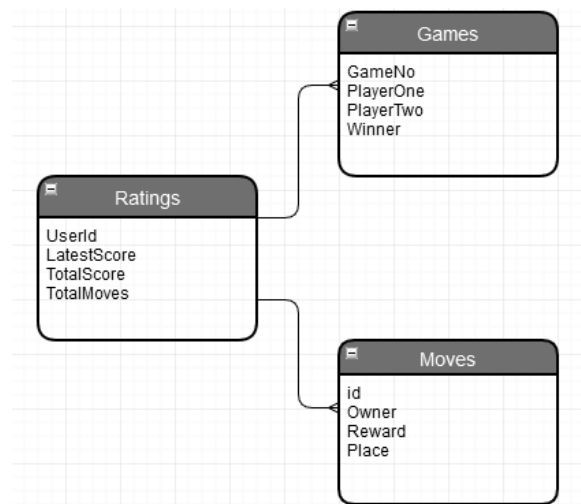 Games
GameNo
PlayerOne
PlayerTwo
Winner
Ratings
UserId
LatestScore
TotalScore
TotalMoves
Moves
id
Owner
Reward
Place